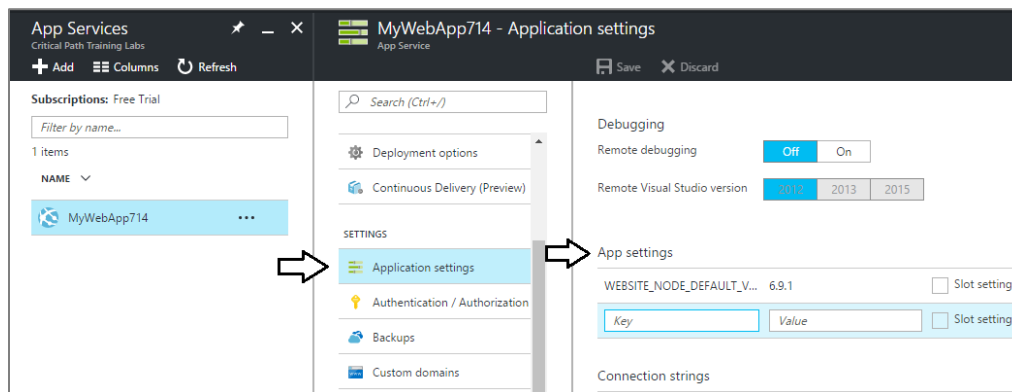 App Services
Critical Path Training Labs
Add Columns Refresh
Subscriptions: Free Trial
Filter by name...
1 items
NAME
MyWebApp714
MyWebApp714 - Application settings
App Service
Search (Ctrl+/)
Deployment options
Continuous Delivery (Preview)
SETTINGS
Application settings
Authentication / Authorization
Backups
Custom domains
Save Discard
Debugging
Remote debugging Off On
Remote Visual Studio version 2012 2013 2015
App settings
WEBSITE_NODE_DEFAULT_V... 6.9.1 Slot setting
Key Value Slot setting
Connection strings